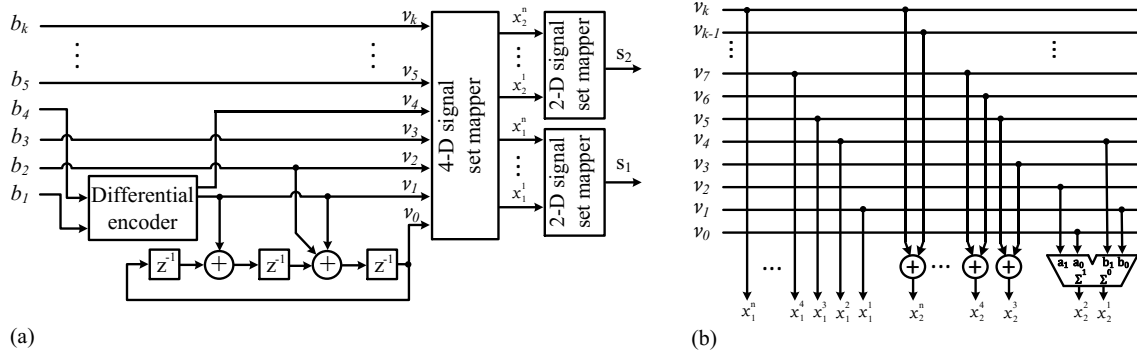 b_k
b_5
b_4
b_3
b_2
b_1
Differential
encoder
v_k
v_5
v_4
v_3
v_2
v_1
v_0
z^{-1}
+
z^{-1}
+
z^{-1}
4-D signal
set mapper
x_2^n
x_2^1
x_1^n
x_1^1
2-D signal
set mapper
s_2
2-D signal
set mapper
s_1
(a)
(b)
v_k
v_{k-1}
v_7
v_6
v_5
v_4
v_3
v_2
v_1
v_0
+
...
+
+
a_1 a_0 b_1 b_0
Σ^1 Σ^0
...
x_1^n x_1^4 x_1^3 x_1^2 x_1^1 x_2^n x_2^4 x_2^3 x_2^2 x_2^1